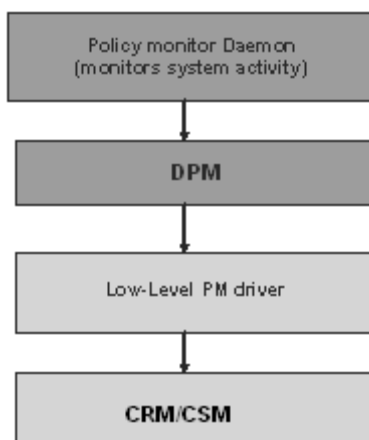 Policy monitor Daemon
(monitors system activity)
DPM
Low-Level PM driver
CRM/CSM